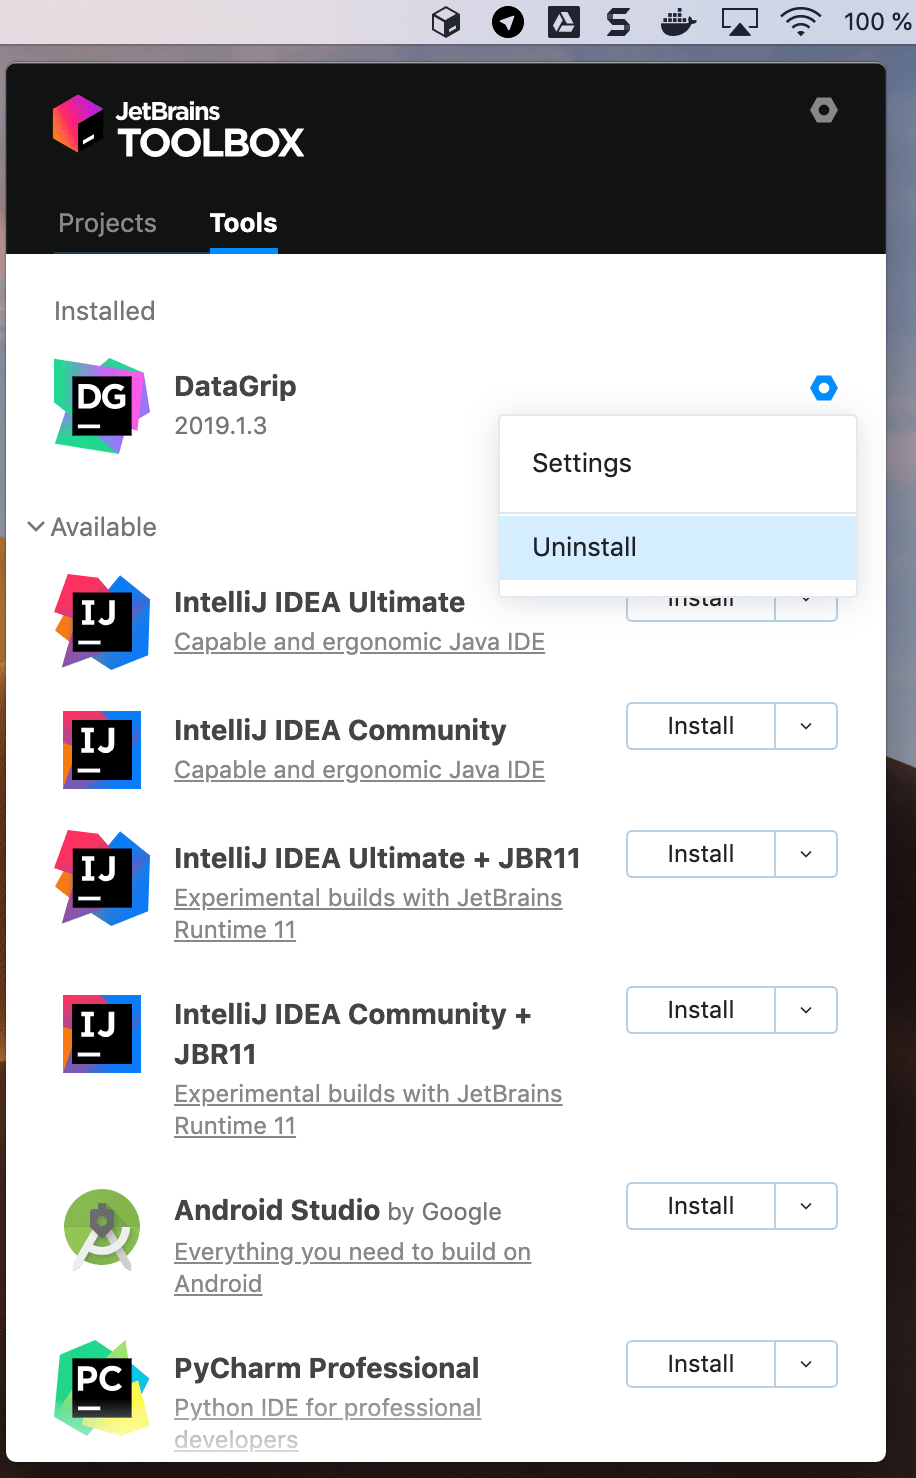 100 %
JetBrains
TOOLBOX
Projects
Tools
Installed
DG
DataGrip
2019.1.3
Settings
Uninstall
Available
IJ
IntelliJ IDEA Ultimate
Capable and ergonomic Java IDE
Install
IJ
IntelliJ IDEA Community
Capable and ergonomic Java IDE
Install
IJ
IntelliJ IDEA Ultimate + JBR11
Experimental builds with JetBrains
Runtime 11
Install
IJ
IntelliJ IDEA Community +
JBR11
Experimental builds with JetBrains
Runtime 11
Install
Android Studio by Google
Everything you need to build on
Android
Install
PC
PyCharm Professional
Python IDE for professional
developers
Install